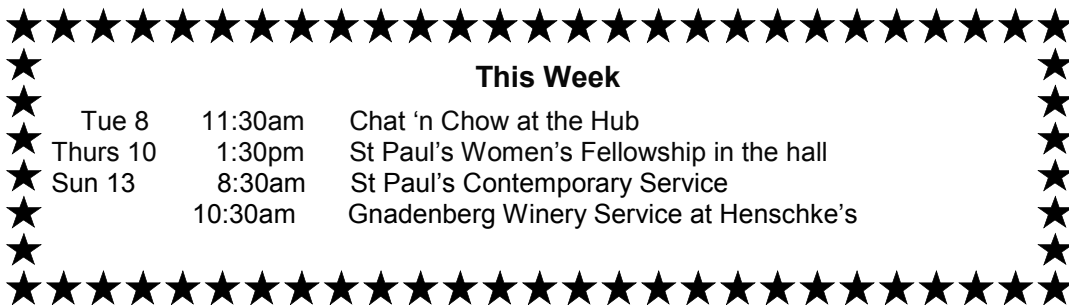 This Week
Tue 8 11:30am Chat ‘n Chow at the Hub
Thurs 10 1:30pm St Paul’s Women’s Fellowship in the hall
Sun 13 8:30am St Paul’s Contemporary Service
10:30am Gnadenberg Winery Service at Henschke’s